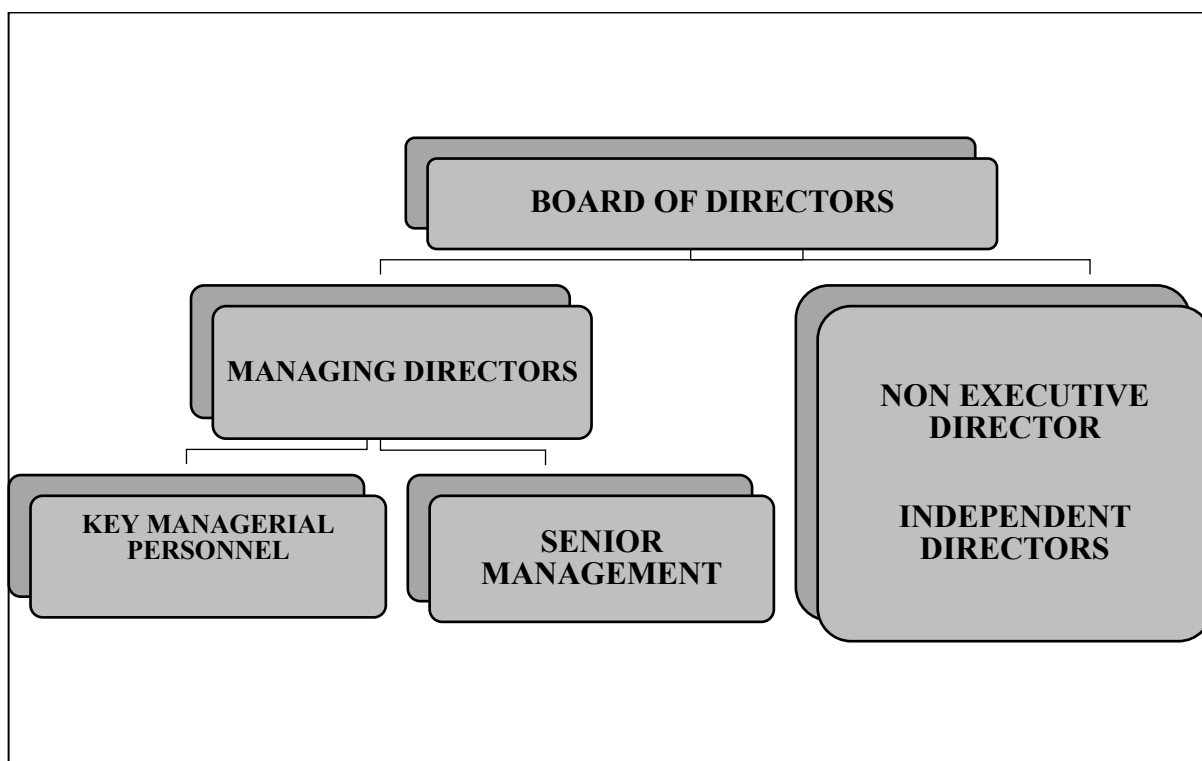 BOARD OF DIRECTORS
MANAGING DIRECTORS
KEY MANAGERIAL
PERSONNEL
SENIOR
MANAGEMENT
NON EXECUTIVE
DIRECTOR
INDEPENDENT
DIRECTORS